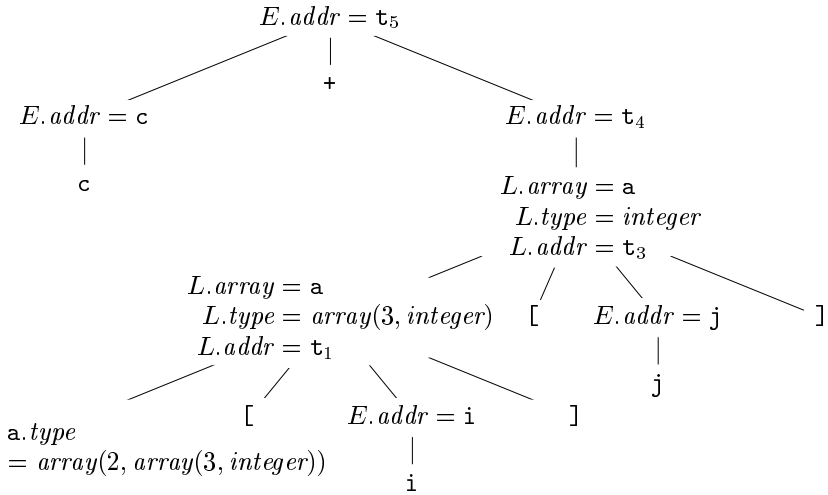 E.addr = t₅
+
E.addr = c
E.addr = t₄
c
L.array = a
L.type = integer
L.addr = t₃
L.array = a
L.type = array(3, integer)
L.addr = t₁
[
E.addr = j
]
j
a.type
= array(2, array(3, integer))
[
E.addr = i
]
i